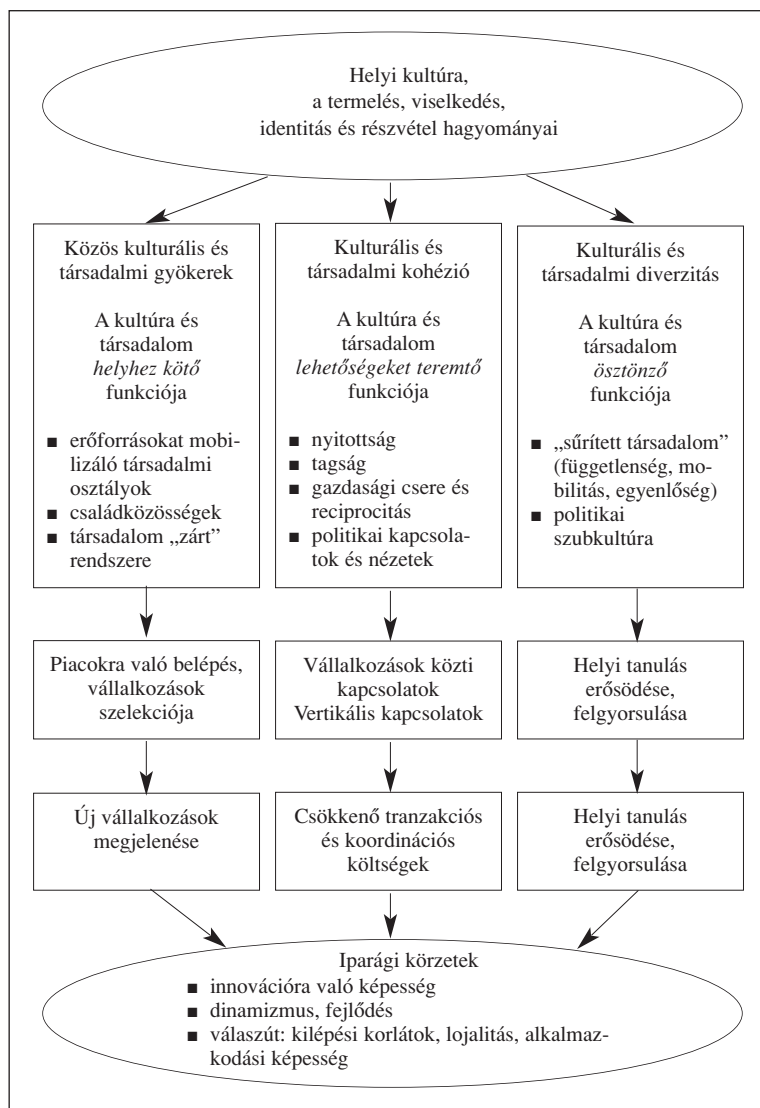 Helyi kultúra,
a termelés, viselkedés,
identitás és részvétel hagyományai
Közös kulturális és
társadalmi gyökerek
A kultúra és
társadalom
helyhez kötő
funkciója
■ erőforrásokat mobi-
lizáló társadalmi
osztályok
■ családközösségek
■ társadalom „zárt”
rendszere
Kulturális és
társadalmi kohézió
A kultúra és
társadalom
lehetőségeket teremtő
funkciója
■ nyitottság
■ tagság
■ gazdasági csere és
reciprocitás
■ politikai kapcsola-
tok és nézetek
Kulturális és
társadalmi diverzitás
A kultúra és
társadalom
ösztönző
funkciója
■ „sűrített társadalom”
(függetlenség, mo-
bilitás, egyenlőség)
■ politikai
szubkultúra
Piacokra való belépés,
vállalkozások
szelekciója
Vállalkozások közti
kapcsolatok
Vertikális kapcsolatok
Helyi tanulás
erősödése,
felgyorsulása
Új vállalkozások
megjelenése
Csökkenő tranzakciós
és koordinációs
költségek
Helyi tanulás
erősödése,
felgyorsulása
Iparági körzetek
■ innovációra való képesség
■ dinamizmus, fejlődés
■ válaszút: kilépési korlátok, lojalitás, alkalmaz-
kodási képesség